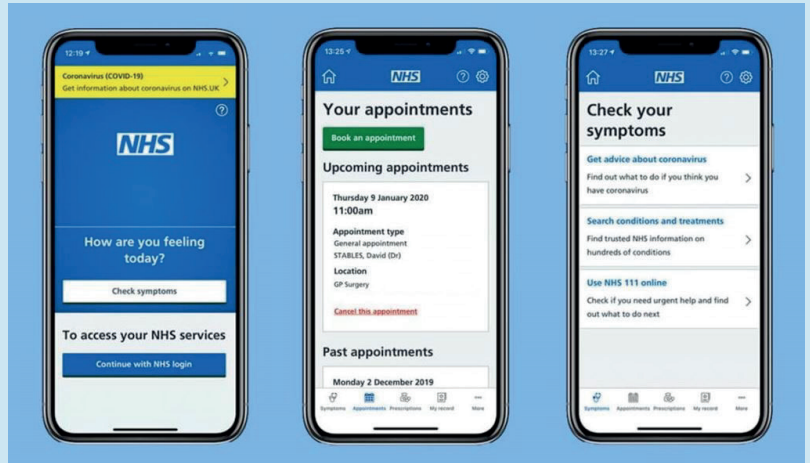 12:19
Coronavirus (COVID-19)
Get information about coronavirus on NHS.UK
NHS
How are you feeling
today?
Check symptoms
To access your NHS services
Continue with NHS login
13:25
NHS
Your appointments
Book an appointment
Upcoming appointments
Thursday 9 January 2020
11:00am
Appointment type
General appointment
STABLES, David (Dr)
Location
GP Surgery
Cancel this appointment
Past appointments
Monday 2 December 2019
Symptoms Appointments Prescriptions My record More
13:27
NHS
Check your
symptoms
Get advice about coronavirus
Find out what to do if you think you
have coronavirus
Search conditions and treatments
Find trusted NHS information on
hundreds of conditions
Use NHS 111 online
Check if you need urgent help and find
out what to do next
Symptoms Appointments Prescriptions My record More